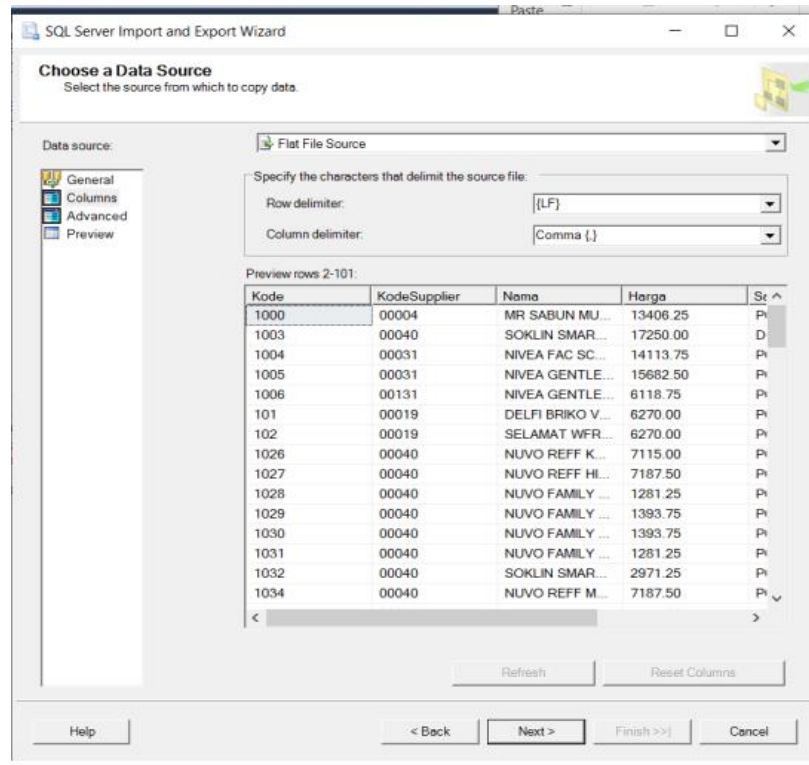 Paste
SQL Server Import and Export Wizard
Choose a Data Source
Select the source from which to copy data.
Data source:
Flat File Source
General
Columns
Advanced
Preview
Specify the characters that delimit the source file:
Row delimiter: {LF}
Column delimiter: Comma {,}
Preview rows 2-101:
Kode KodeSupplier Nama Harga
1000 00004 MR SABUN MU... 13406.25
1003 00040 SOKLIN SMAR... 17250.00 D
1004 00031 NIVEA FAC SC... 14113.75
1005 00031 NIVEA GENTLE... 15682.50
1006 00131 NIVEA GENTLE... 6118.75
101 00019 DELFI BRIKO V... 6270.00
102 00019 SELAMAT WFR... 6270.00
1026 00040 NUVO REFF K... 7115.00
1027 00040 NUVO REFF HI... 7187.50
1028 00040 NUVO FAMILY ... 1281.25
1029 00040 NUVO FAMILY ... 1393.75
1030 00040 NUVO FAMILY ... 1393.75
1031 00040 NUVO FAMILY ... 1281.25
1032 00040 SOKLIN SMAR... 2971.25
1034 00040 NUVO REFF M... 7187.50
Refresh Reset Columns
Help < Back Next > Finish >>| Cancel